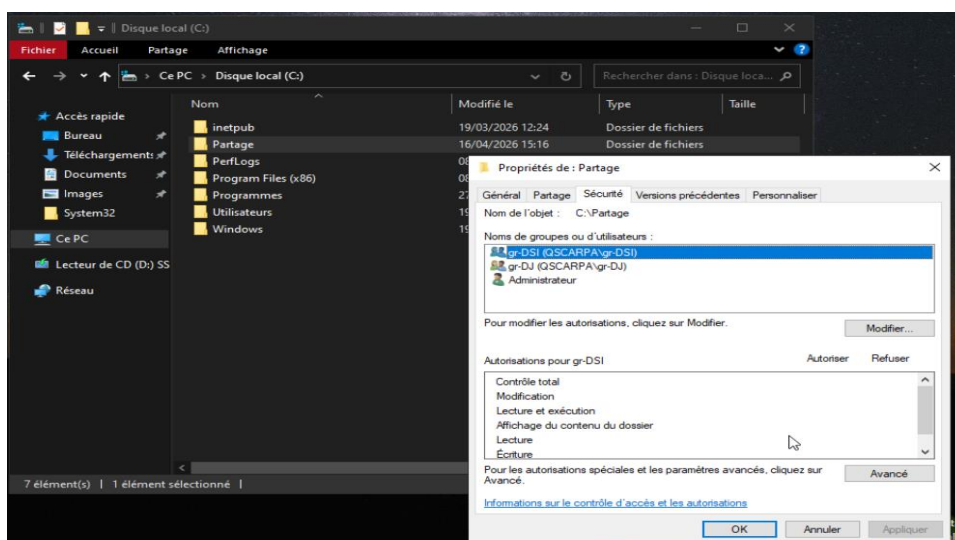 Disque local (C:)
Fichier Accueil Partage Affichage
Ce PC > Disque local (C:)
Rechercher dans : Disque loca...
Nom Modifié le Type Taille
Accès rapide
Bureau
Téléchargements
Documents
Images
System32
Ce PC
Lecteur de CD (D:) SS
Réseau
inetpub 19/03/2026 12:24 Dossier de fichiers
Partage 16/04/2026 15:16 Dossier de fichiers
PerfLogs 08
Program Files (x86) 08
Programmes 27
Utilisateurs 19
Windows 19
7 élément(s) | 1 élément sélectionné |
Propriétés de : Partage
Général Partage Sécurité Versions précédentes Personnaliser
Nom de l'objet : C:\Partage
Noms de groupes ou d'utilisateurs :
gr-DSI (QSCARPA\gr-DSI)
gr-DJ (QSCARPA\gr-DJ)
Administrateur
Pour modifier les autorisations, cliquez sur Modifier.
Modifier...
Autorisations pour gr-DSI Autoriser Refuser
Contrôle total
Modification
Lecture et exécution
Affichage du contenu du dossier
Lecture
Écriture
Pour les autorisations spéciales et les paramètres avancés, cliquez sur
Avancé.
Avancé
Informations sur le contrôle d'accès et les autorisations
OK Annuler Appliquer